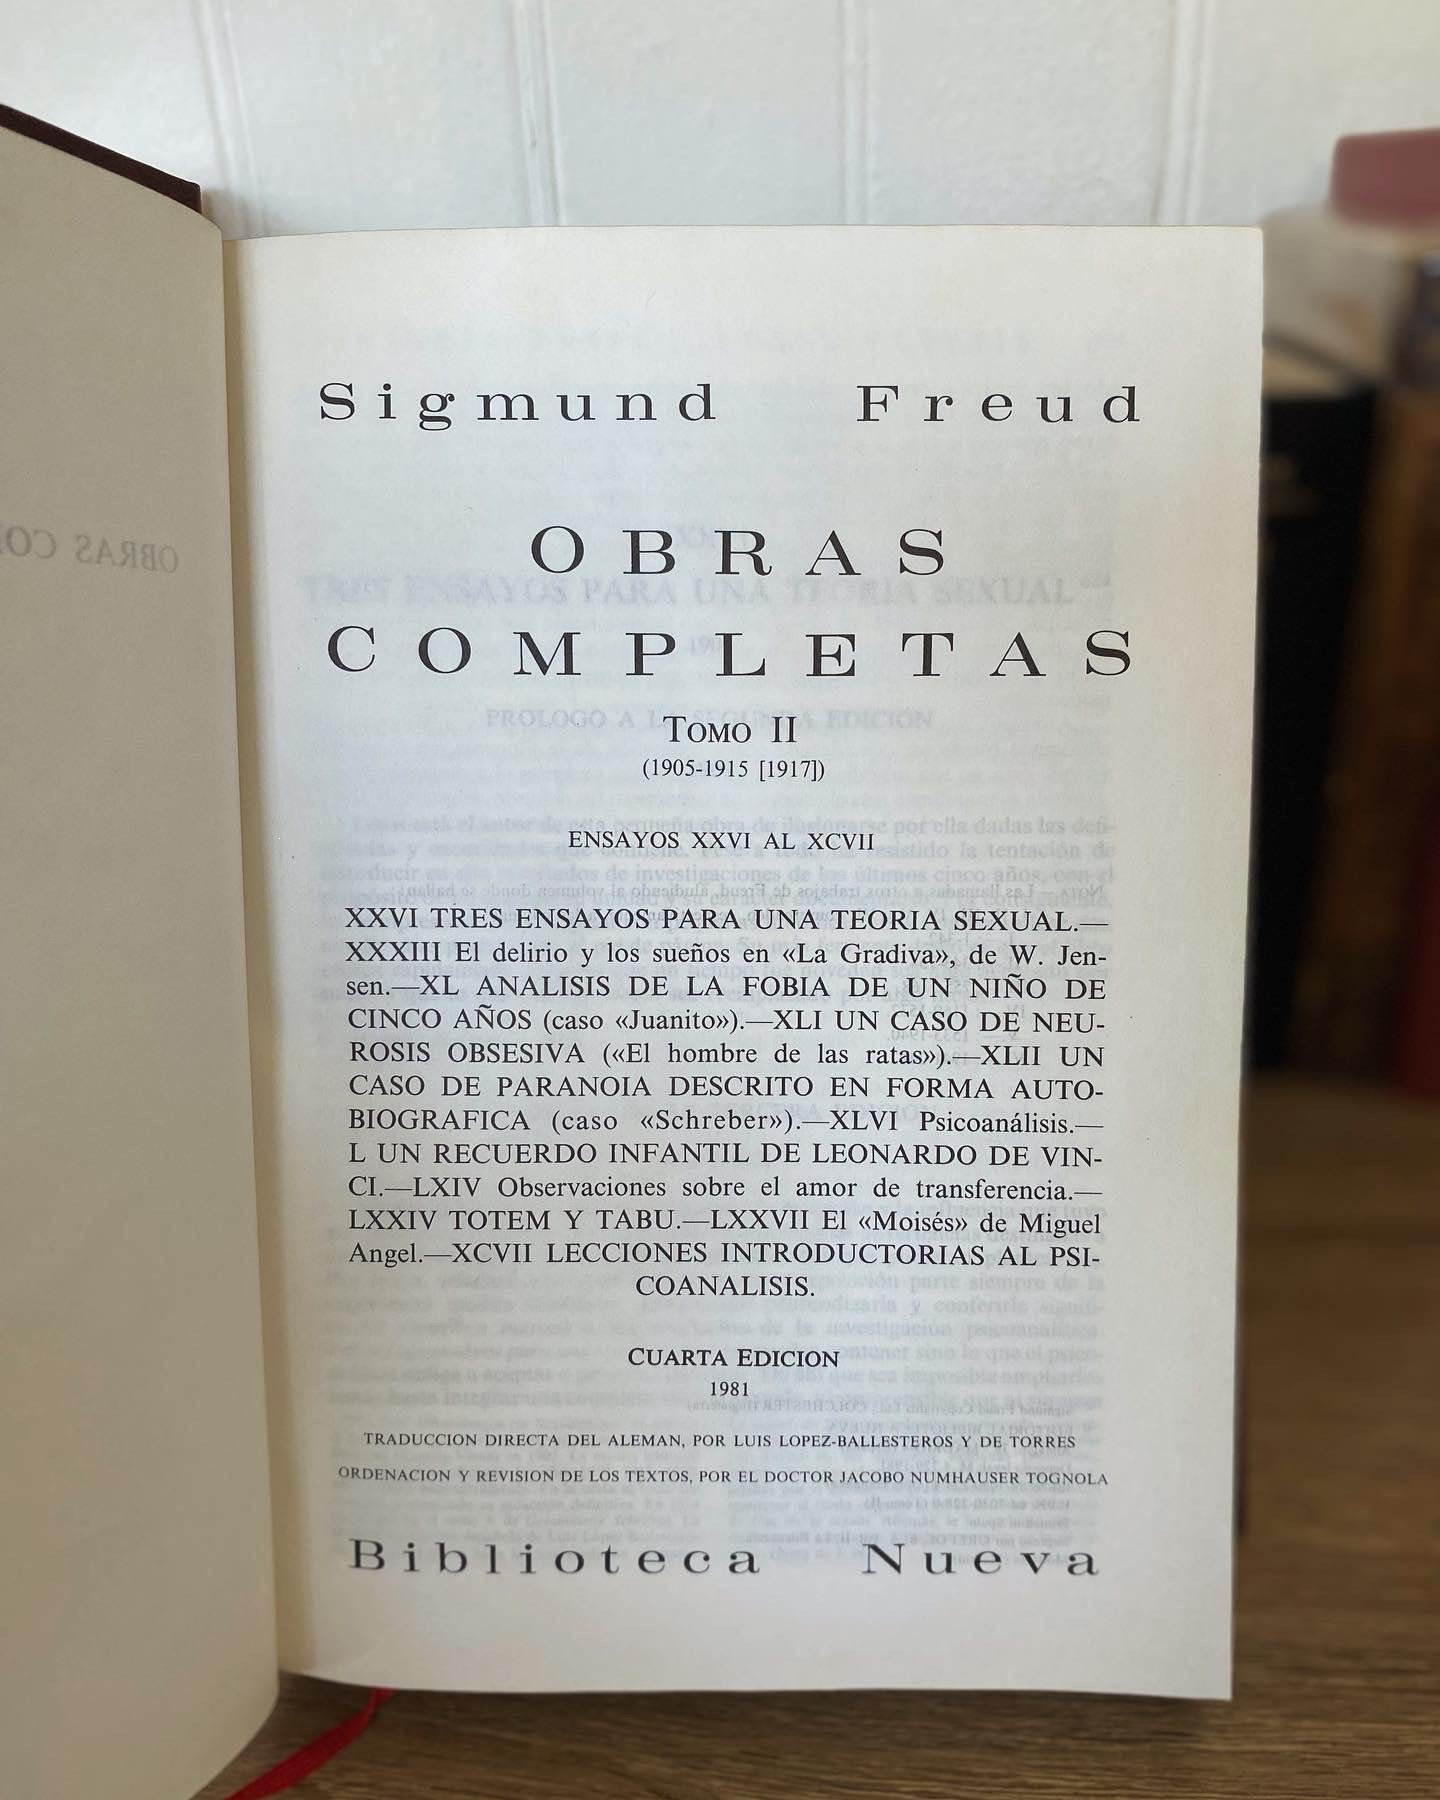 OBRAS CO
Sigmund Freud
OBRAS
COMPLETAS
TOMO II
(1905-1915 [1917])
ENSAYOS XXVI AL XCVII
XXVI TRES ENSAYOS PARA UNA TEORIA SEXUAL.—
XXXIII El delirio y los sueños en «La Gradiva», de W. Jen-
sen.—XL ANALISIS DE LA FOBIA DE UN NIÑO DE
CINCO AÑOS (caso «Juanito»).—XLI UN CASO DE NEU-
ROSIS OBSESIVA («El hombre de las ratas»).—XLII UN
CASO DE PARANOIA DESCRITO EN FORMA AUTO-
BIOGRAFICA (caso «Schreber»).—XLVI Psicoanálisis.—
L UN RECUERDO INFANTIL DE LEONARDO DE VIN-
CI.—LXIV Observaciones sobre el amor de transferencia.—
LXXIV TOTEM Y TABU.—LXXVII El «Moisés» de Miguel
Angel.—XCVII LECCIONES INTRODUCTORIAS AL PSI-
COANALISIS.
CUARTA EDICION
1981
TRADUCCION DIRECTA DEL ALEMAN, POR LUIS LOPEZ-BALLESTEROS Y DE TORRES
ORDENACION Y REVISION DE LOS TEXTOS, POR EL DOCTOR JACOBO NUMHAUSER TOGNOLA
Biblioteca Nueva